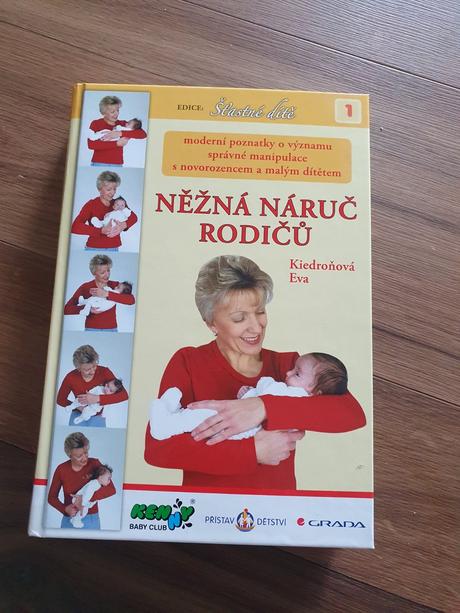 EDICE: Šťastné dítě
1
moderní poznatky o významu
správné manipulace
s novorozencem a malým dítětem
NĚŽNÁ NÁRUČ
RODIČŮ
Kiedroňová
Eva
KENNY ®
BABY CLUB
PŘÍSTAV DĚTSTVÍ
GRADA